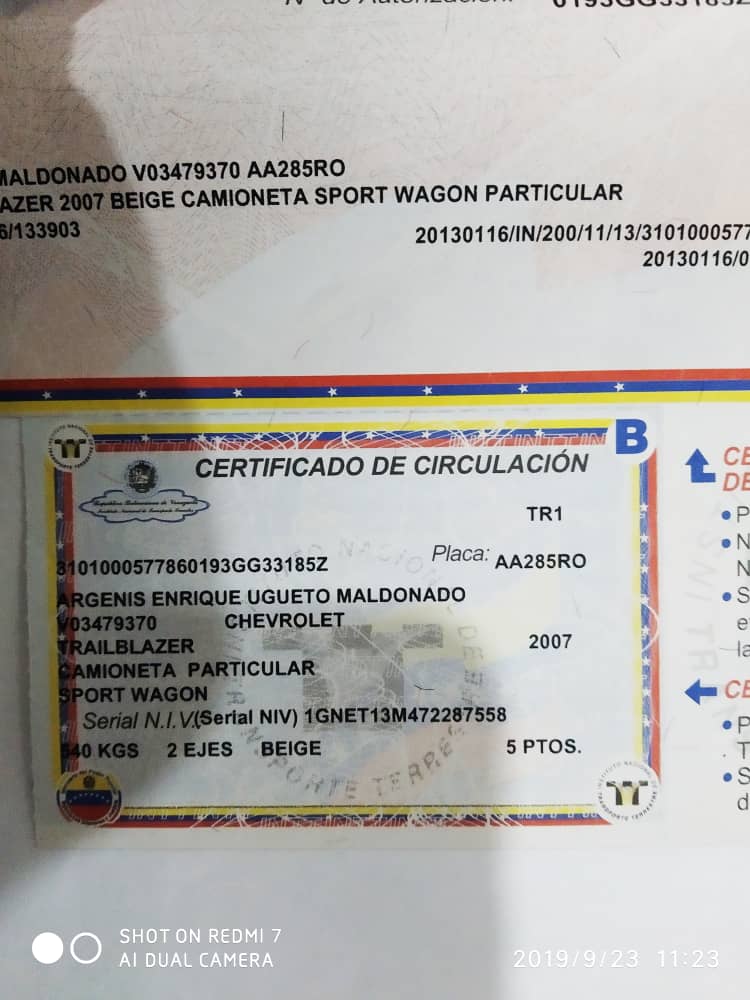 MALDONADO V03479370 AA285RO
AZER 2007 BEIGE CAMIONETA SPORT WAGON PARTICULAR
6/133903
20130116/IN/200/11/13/3101000577
20130116/0
B
CERTIFICADO DE CIRCULACIÓN
República Bolivariana de Venezuela
Instituto Nacional de Transporte Terrestre
TR1
3101000577860193GG33185Z
Placa: AA285RO
ARGENIS ENRIQUE UGUETO MALDONADO
V03479370 CHEVROLET
TRAILBLAZER 2007
CAMIONETA PARTICULAR
SPORT WAGON
Serial N.I.V. (Serial NIV) 1GNET13M472287558
540 KGS 2 EJES BEIGE 5 PTOS.
CE
DE
• P
• N
N
• S
e
la
CE
• P
T
• S
d
SHOT ON REDMI 7
AI DUAL CAMERA
2019/9/23 11:23